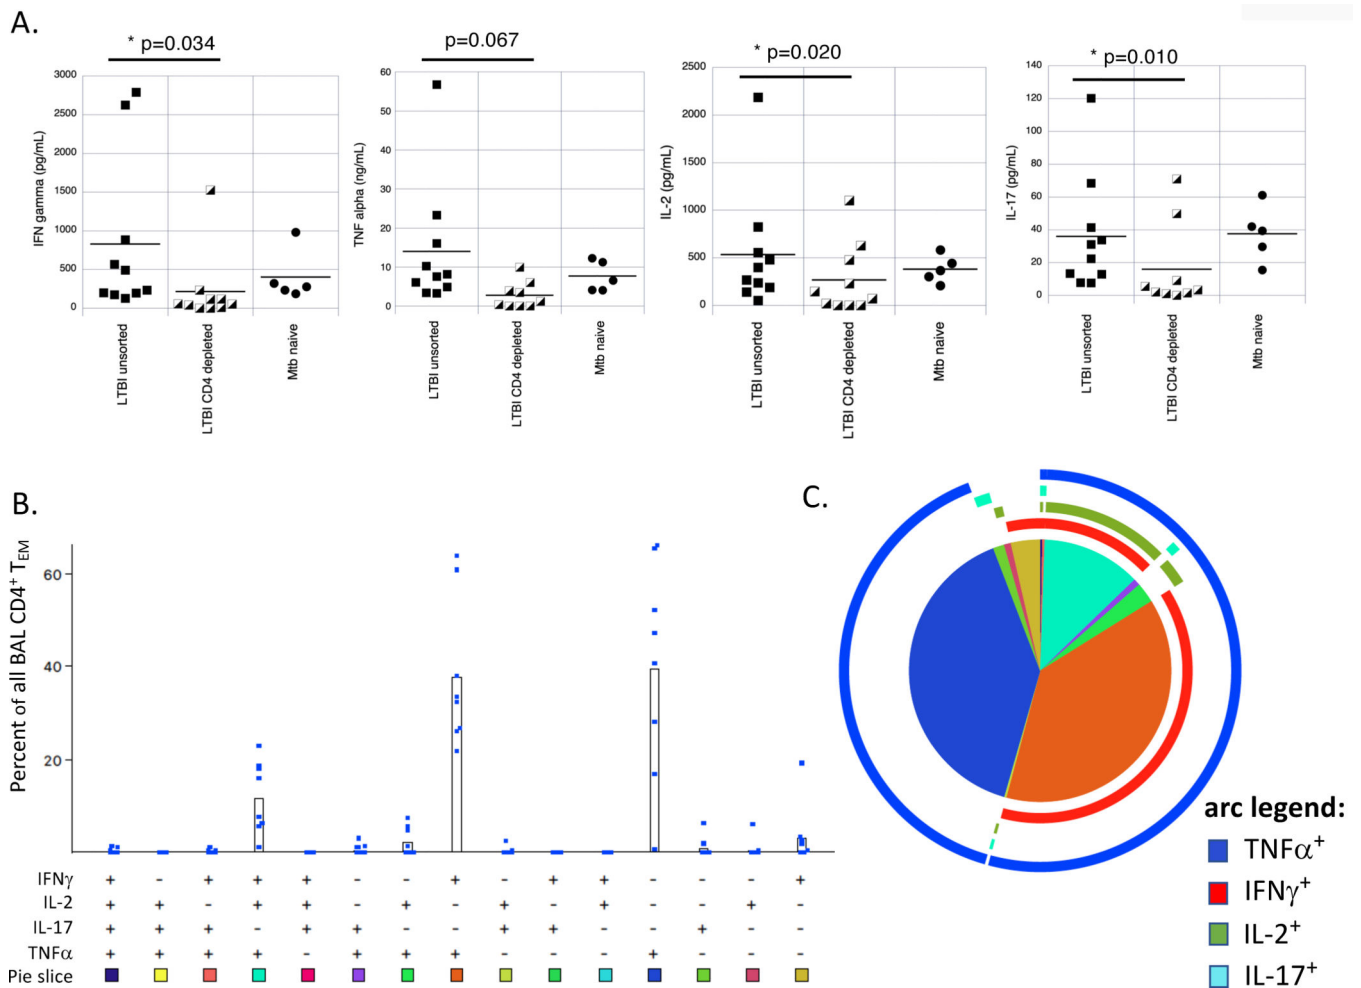 A.
* p=0.034
p=0.067
* p=0.020
* p=0.010
IFN gamma (pg/mL)
3000
2500
2000
1500
1000
500
0
LTBI unsorted
LTBI CD4 depleted
Mtb naive
TNF alpha (ng/mL)
60
50
40
30
20
10
0
LTBI unsorted
LTBI CD4 depleted
Mtb naive
IL-2 (pg/mL)
2500
2000
1500
1000
500
0
LTBI unsorted
LTBI CD4 depleted
Mtb naive
IL-17 (pg/mL)
140
120
100
80
60
40
20
0
LTBI unsorted
LTBI CD4 depleted
Mtb naive
B.
Percent of all BAL CD4⁺ T_EM
60
40
20
IFNγ + - + + + - - + - + + - - - +
IL-2 + + - + + - + - + - + - - + -
IL-17 + + + - + + - - + + - - + - -
TNFα + + + + - + + + - - - + - - -
Pie slice
C.
arc legend:
TNFα⁺
IFNγ⁺
IL-2⁺
IL-17⁺